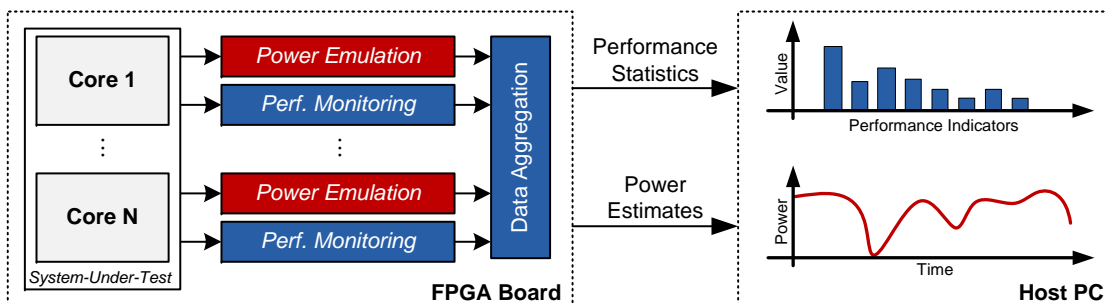 Core 1
⋮
Core N
System-Under-Test
Power Emulation
Perf. Monitoring
⋮
Power Emulation
Perf. Monitoring
Data Aggregation
FPGA Board
Performance
Statistics
Power
Estimates
Value
Performance Indicators
Power
Time
Host PC